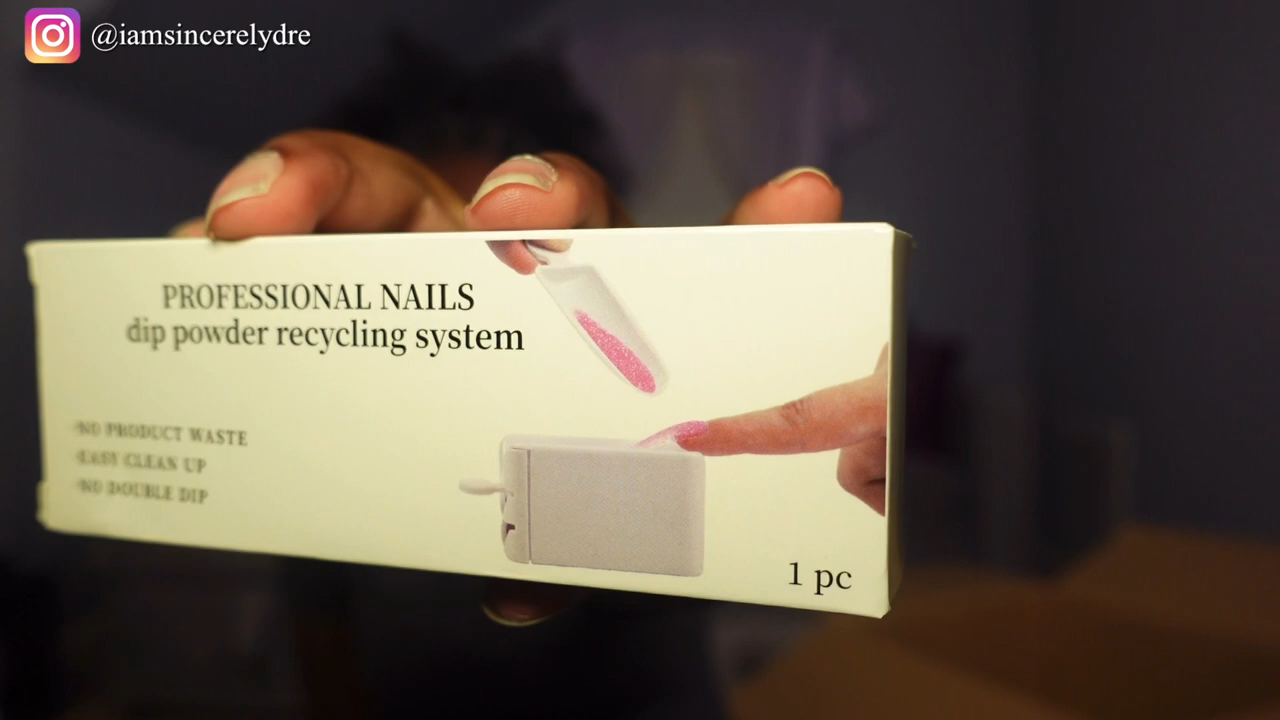 @iamsincerelydre
PROFESSIONAL NAILS
dip powder recycling system
·NO PRODUCT WASTE
·EASY CLEAN UP
·NO DOUBLE DIP
1 pc